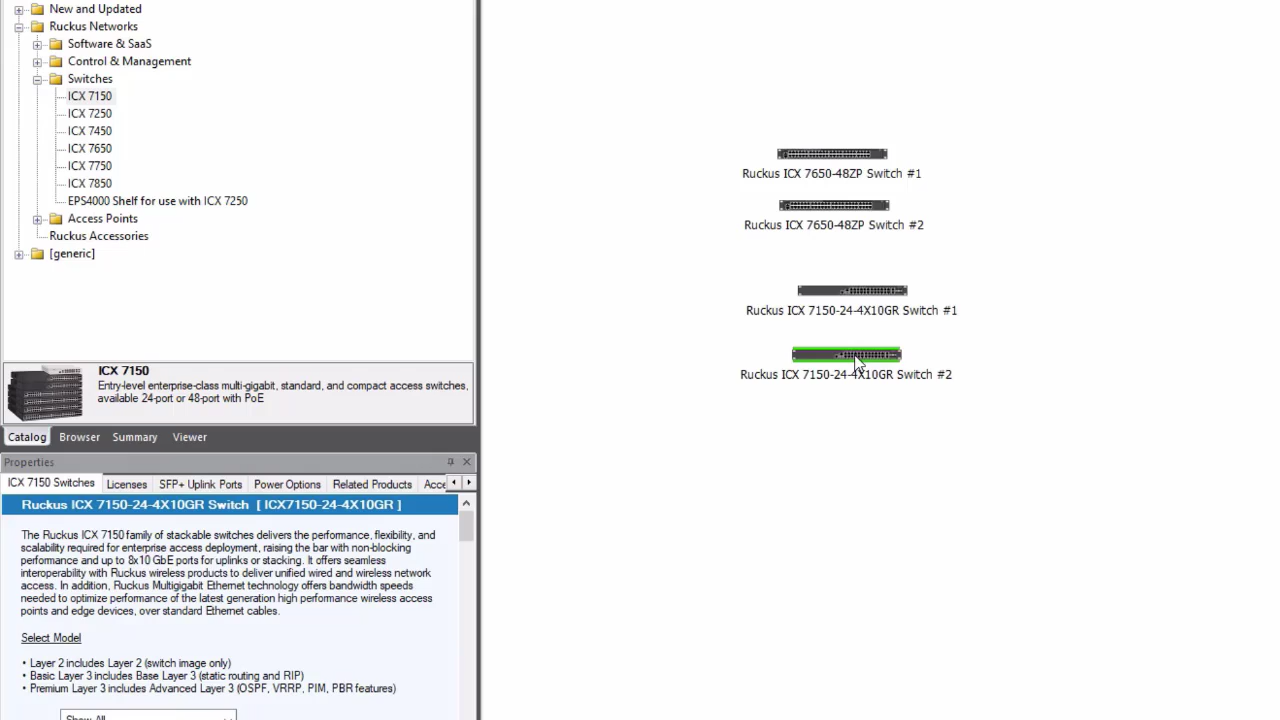 New and Updated
Ruckus Networks
Software & SaaS
Control & Management
Switches
ICX 7150
ICX 7250
ICX 7450
ICX 7650
ICX 7750
ICX 7850
EPS4000 Shelf for use with ICX 7250
Access Points
Ruckus Accessories
[generic]
ICX 7150
Entry-level enterprise-class multi-gigabit, standard, and compact access switches,
available 24-port or 48-port with PoE
Catalog Browser Summary Viewer
Properties
ICX 7150 Switches Licenses SFP+ Uplink Ports Power Options Related Products Acce
Ruckus ICX 7150-24-4X10GR Switch [ ICX7150-24-4X10GR ]
The Ruckus ICX 7150 family of stackable switches delivers the performance, flexibility, and
scalability required for enterprise access deployment, raising the bar with non-blocking
performance and up to 8x10 GbE ports for uplinks or stacking. It offers seamless
interoperability with Ruckus wireless products to deliver unified wired and wireless network
access. In addition, Ruckus Multigigabit Ethernet technology offers bandwidth speeds
needed to optimize performance of the latest generation high performance wireless access
points and edge devices, over standard Ethernet cables.
Select Model
• Layer 2 includes Layer 2 (switch image only)
• Basic Layer 3 includes Base Layer 3 (static routing and RIP)
• Premium Layer 3 includes Advanced Layer 3 (OSPF, VRRP, PIM, PBR features)
Show All
Ruckus ICX 7650-48ZP Switch #1
Ruckus ICX 7650-48ZP Switch #2
Ruckus ICX 7150-24-4X10GR Switch #1
Ruckus ICX 7150-24-4X10GR Switch #2